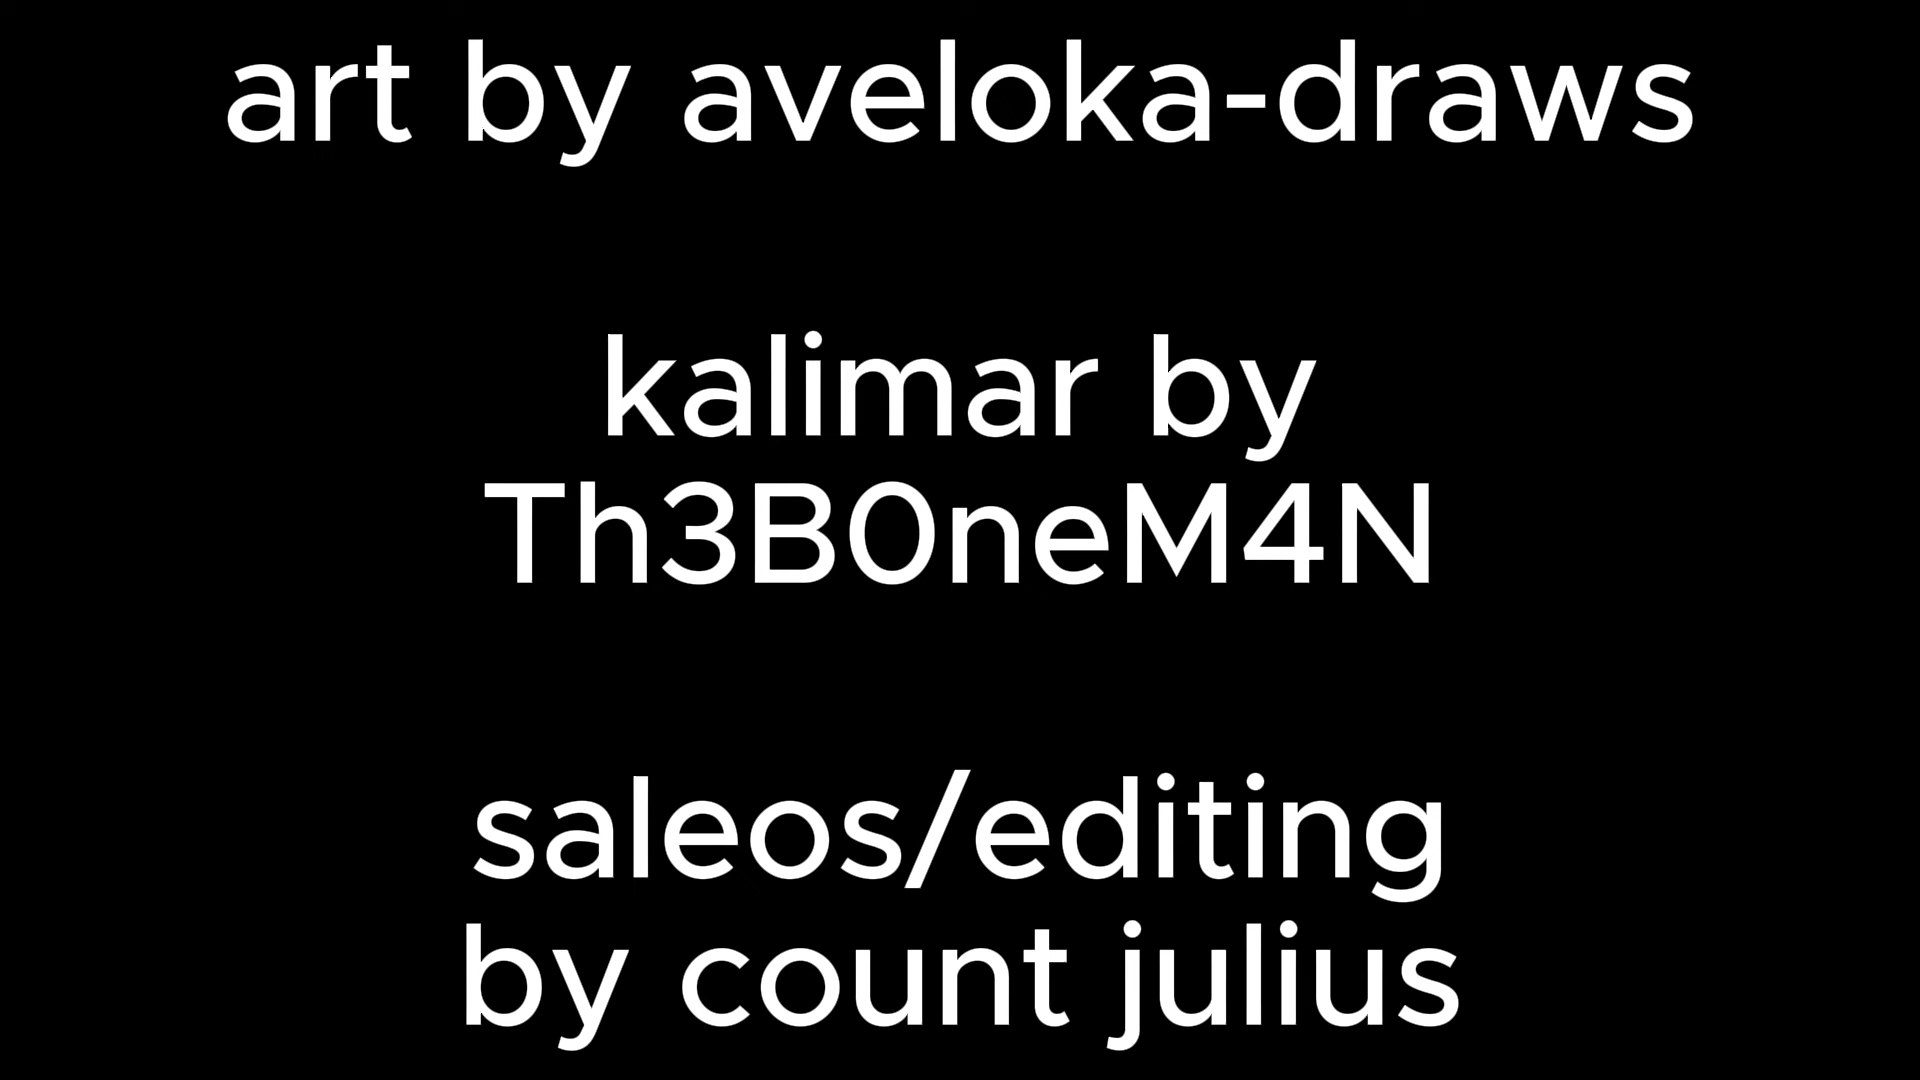 art by aveloka-draws
kalimar by
Th3B0neM4N
saleos/editing
by count julius